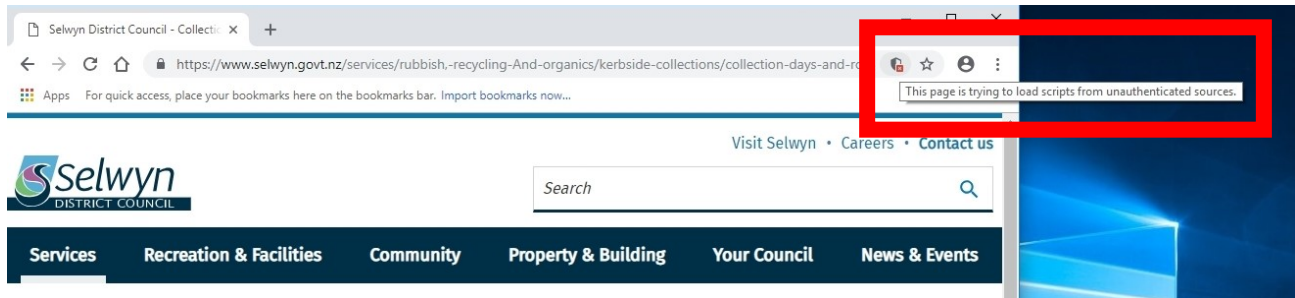 Selwyn District Council - Collectic
https://www.selwyn.govt.nz/services/rubbish,-recycling-And-organics/kerbside-collections/collection-days-and-ro
Apps For quick access, place your bookmarks here on the bookmarks bar. Import bookmarks now...
This page is trying to load scripts from unauthenticated sources.
Visit Selwyn • Careers • Contact us
Selwyn
DISTRICT COUNCIL
Search
Services Recreation & Facilities Community Property & Building Your Council News & Events